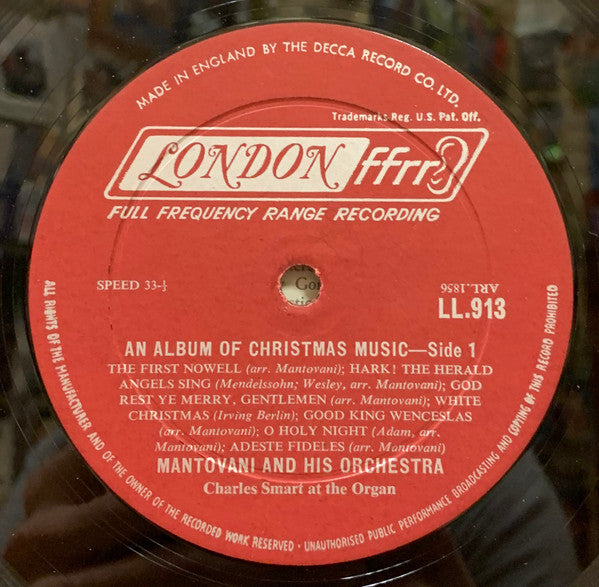 MADE IN ENGLAND BY THE DECCA RECORD CO. LTD.
Trademarks Reg. U.S. Pat. Off.
LONDON ffrr
FULL FREQUENCY RANGE RECORDING
SPEED 33-⅓
ARL.1856
LL.913
AN ALBUM OF CHRISTMAS MUSIC—Side 1
THE FIRST NOWELL (arr. Mantovani); HARK! THE HERALD
ANGELS SING (Mendelssohn; Wesley, arr. Mantovani); GOD
REST YE MERRY, GENTLEMEN (arr. Mantovani); WHITE
CHRISTMAS (Irving Berlin); GOOD KING WENCESLAS
(arr. Mantovani); O HOLY NIGHT (Adam, arr.
Mantovani); ADESTE FIDELES (arr. Mantovani)
MANTOVANI AND HIS ORCHESTRA
Charles Smart at the Organ
ALL RIGHTS OF THE MANUFACTURER AND OF THE OWNER OF THE RECORDED WORK RESERVED · UNAUTHORISED PUBLIC PERFORMANCE BROADCASTING AND COPYING OF THIS RECORD PROHIBITED